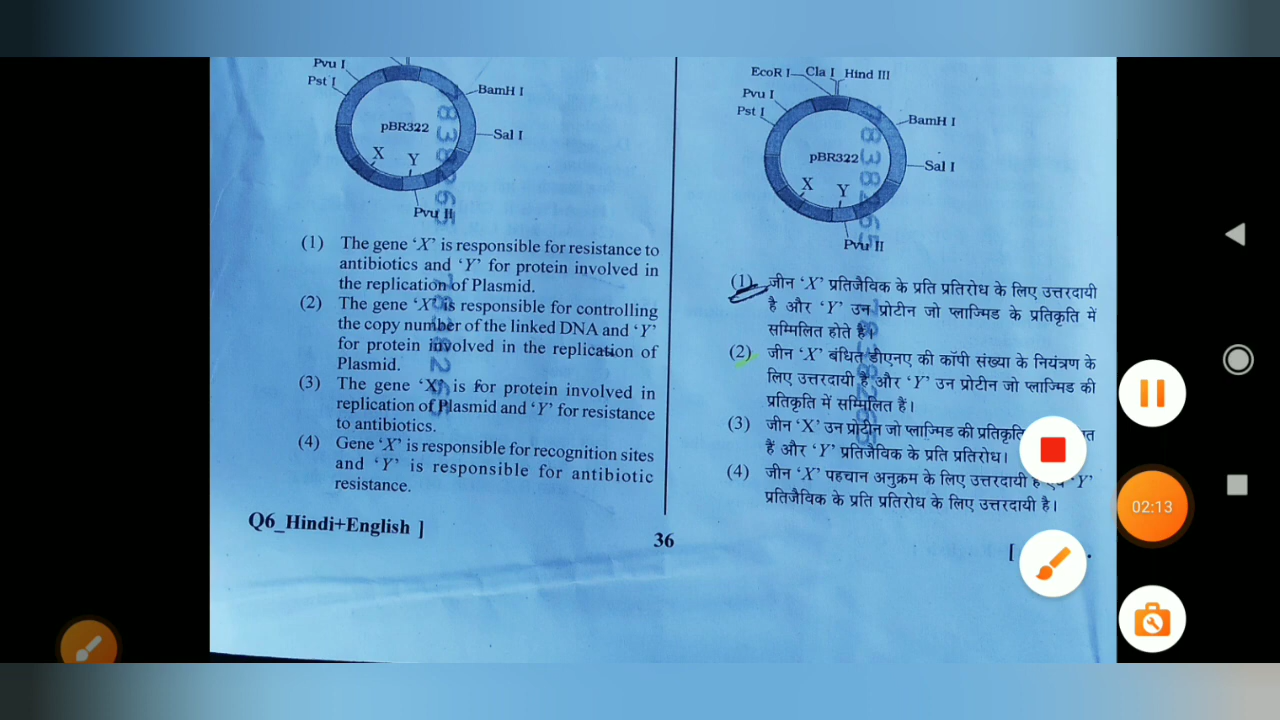 Pvu I
Pst I
BamH I
pBR322
Sal I
X
Y
Pvu II
(1) The gene ‘X’ is responsible for resistance to
antibiotics and ‘Y’ for protein involved in
the replication of Plasmid.
(2) The gene ‘X’ is responsible for controlling
the copy number of the linked DNA and ‘Y’
for protein involved in the replication of
Plasmid.
(3) The gene ‘X’ is for protein involved in
replication of Plasmid and ‘Y’ for resistance
to antibiotics.
(4) Gene ‘X’ is responsible for recognition sites
and ‘Y’ is responsible for antibiotic
resistance.
Q6_Hindi+English ]
36
EcoR I
Cla I
Hind III
Pvu I
Pst I
BamH I
pBR322
Sal I
X
Y
Pvu II
(1) जीन ‘X’ प्रतिजैविक के प्रति प्रतिरोध के लिए उत्तरदायी
है और ‘Y’ उन प्रोटीन जो प्लाज्मिड के प्रतिकृति में
सम्मिलित होते हैं।
(2) जीन ‘X’ बंधित डीएनए की कॉपी संख्या के नियंत्रण के
लिए उत्तरदायी है और ‘Y’ उन प्रोटीन जो प्लाज्मिड की
प्रतिकृति में सम्मिलित हैं।
(3) जीन ‘X’ उन प्रोटीन जो प्लाज्मिड की
हैं और ‘Y’ प्रतिजैविक के प्रति प्रतिरोध।
(4) जीन ‘X’ पहचान अनुक्रम के लिए उत्तरदायी है एवं ‘Y’
प्रतिजैविक के प्रति प्रतिरोध के लिए उत्तरदायी है।
[
7838265
7838265
7838265
7838265
02:13